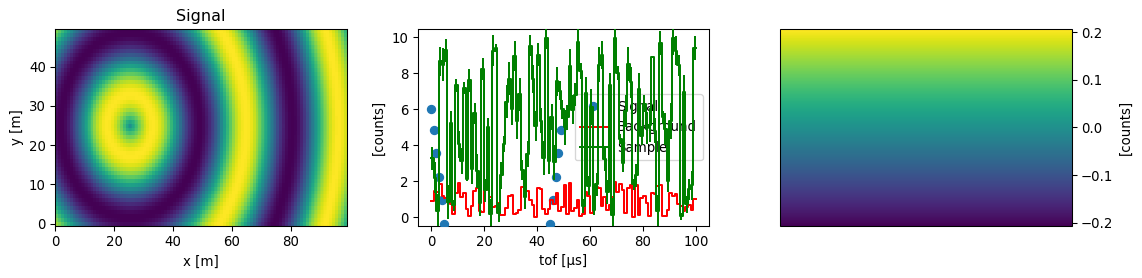 Signal
y [m]
40
30
20
10
0
0 20 40 60 80
x [m]
[counts]
10
8
6
4
2
0
Signal
Background
Sample
0 20 40 60 80 100
tof [µs]
0.2
0.1
0.0
−0.1
−0.2
[counts]